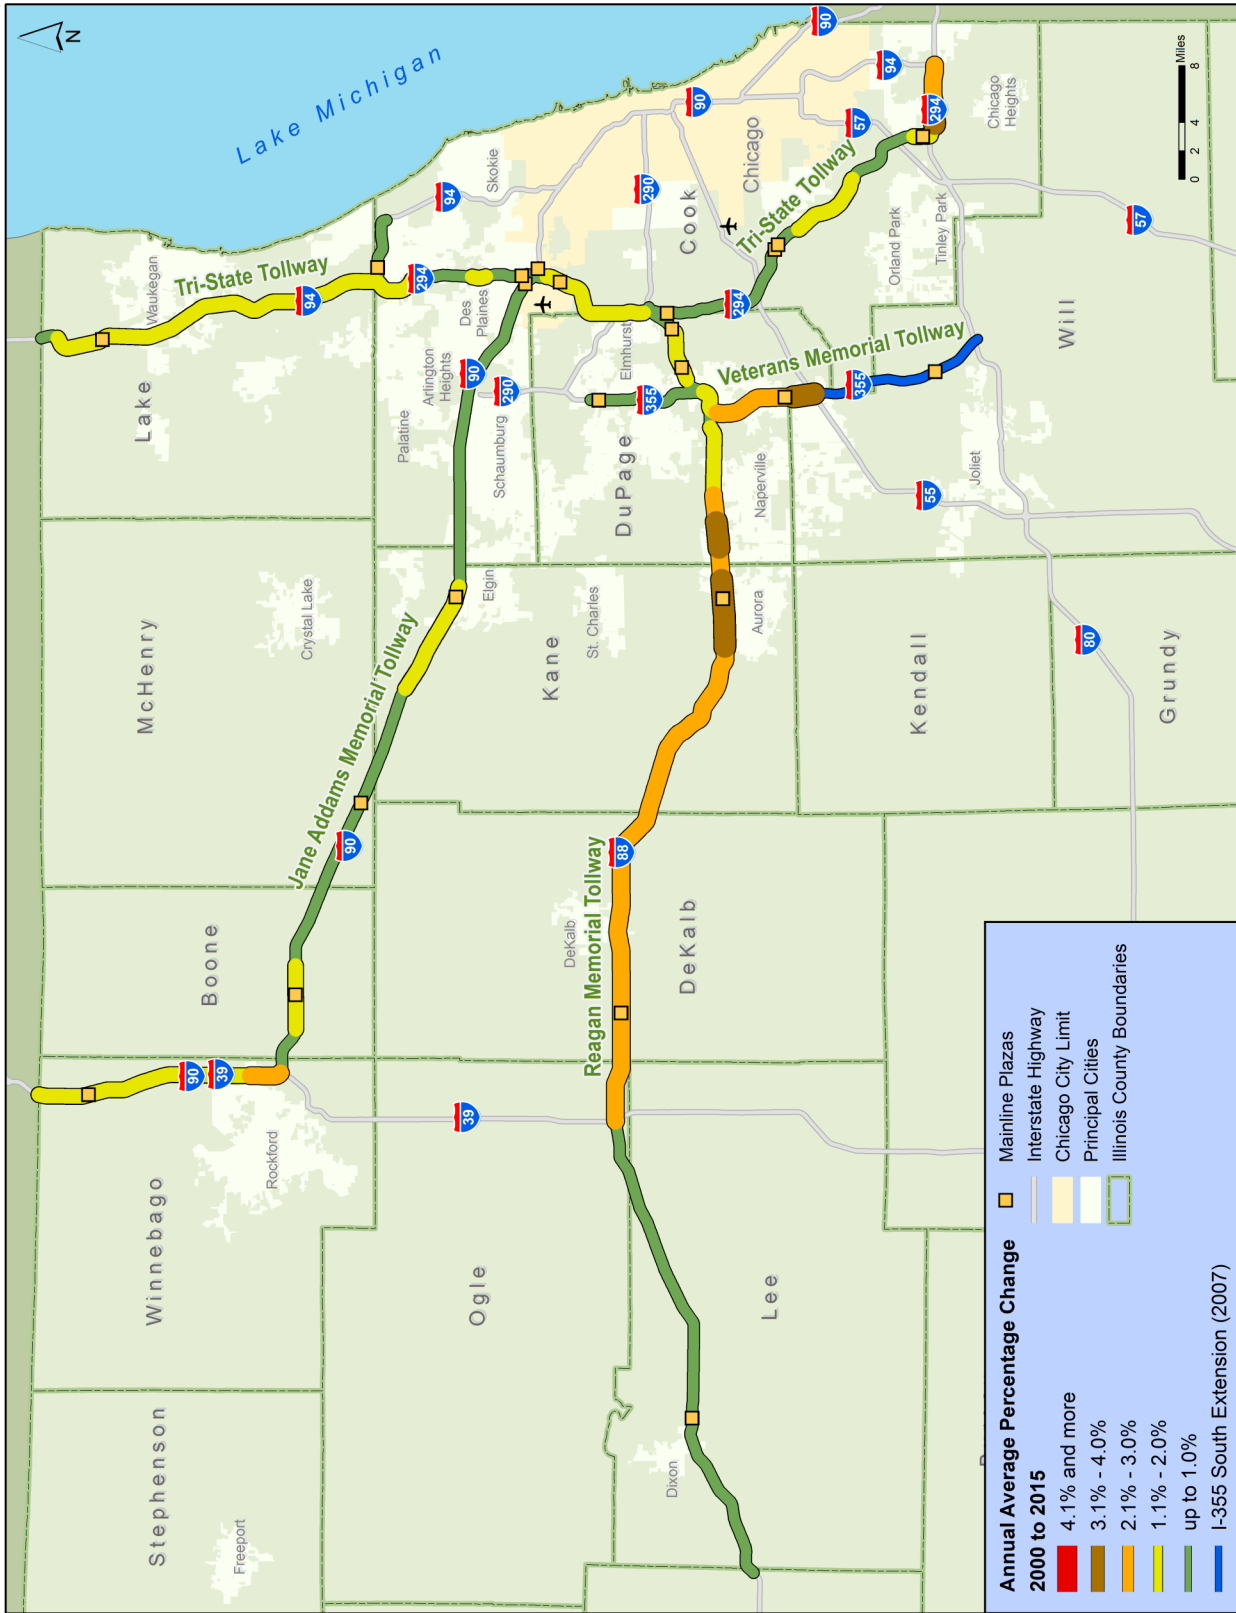 N
Lake Michigan
Miles
0 2 4 8
Stephenson
Winnebago
Boone
McHenry
Lake
Freeport
Rockford
Crystal Lake
Waukegan
90
39
94
Tri-State Tollway
Jane Addams Memorial Tollway
90
Ogle
39
Kane
Elgin
St. Charles
Palatine
Arlington
Heights
Schaumburg
Des
Plaines
Skokie
294
94
90
290
Elmhurst
355
DuPage
290
Cook
Chicago
90
90
94
57
294
294
Tri-State Tollway
Chicago
Heights
Orland Park
Tinley Park
57
Veterans Memorial Tollway
355
Naperville
Aurora
55
Joliet
Will
Kendall
80
Grundy
Reagan Memorial Tollway
88
DeKalb
DeKalb
Lee
Dixon
Annual Average Percentage Change
2000 to 2015
4.1% and more
3.1% - 4.0%
2.1% - 3.0%
1.1% - 2.0%
up to 1.0%
I-355 South Extension (2007)
Mainline Plazas
Interstate Highway
Chicago City Limit
Principal Cities
Illinois County Boundaries